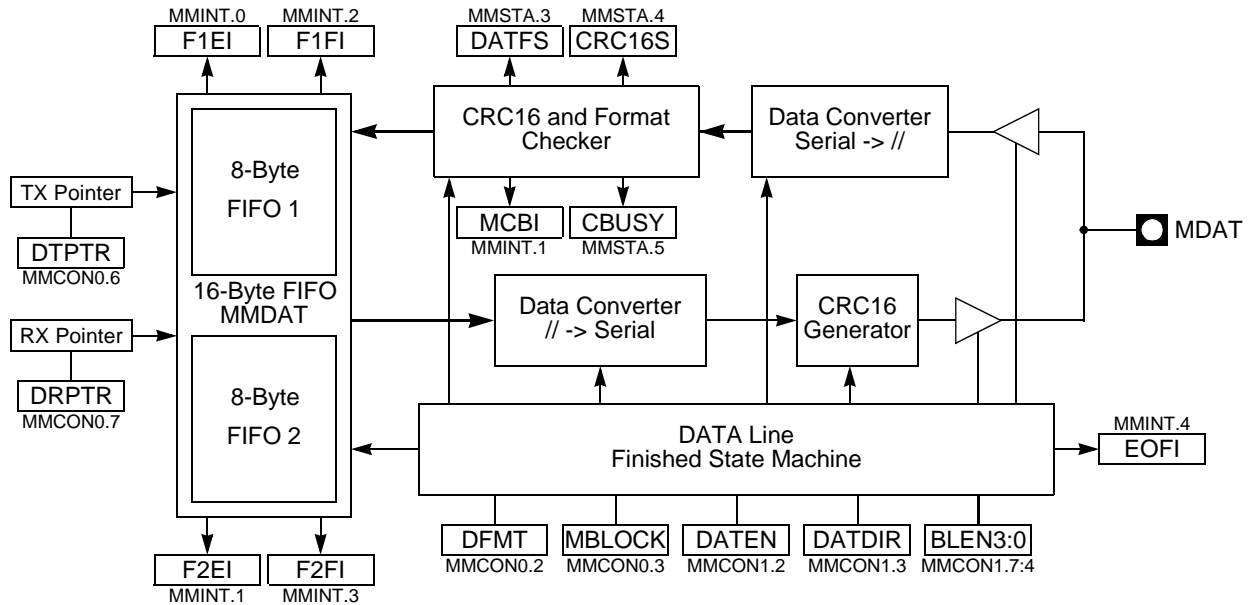 MMINT.0
F1EI
MMINT.2
F1FI
MMSTA.3
DATFS
MMSTA.4
CRC16S
8-Byte
FIFO 1
CRC16 and Format
Checker
Data Converter
Serial -> //
TX Pointer
DTPTR
MMCON0.6
MCBI
MMINT.1
CBUSY
MMSTA.5
MDAT
16-Byte FIFO
MMDAT
Data Converter
// -> Serial
CRC16
Generator
RX Pointer
DRPTR
MMCON0.7
8-Byte
FIFO 2
DATA Line
Finished State Machine
MMINT.4
EOFI
F2EI
MMINT.1
F2FI
MMINT.3
DFMT
MMCON0.2
MBLOCK
MMCON0.3
DATEN
MMCON1.2
DATDIR
MMCON1.3
BLEN3:0
MMCON1.7:4